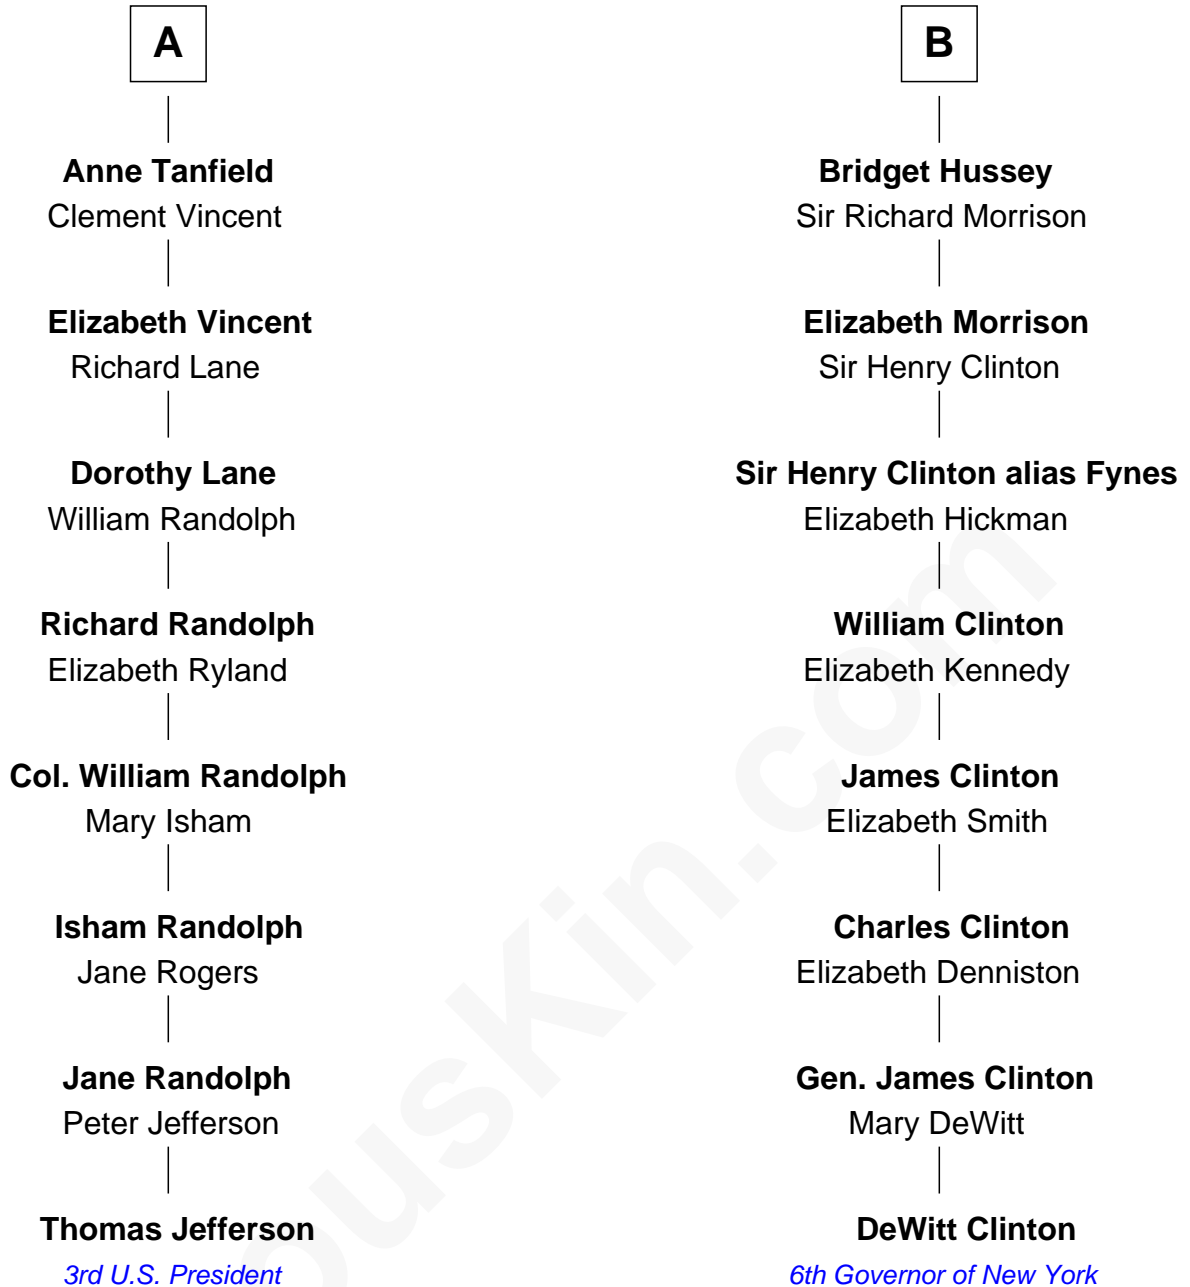 A
Anne Tanfield
Clement Vincent
Elizabeth Vincent
Richard Lane
Dorothy Lane
William Randolph
Richard Randolph
Elizabeth Ryland
Col. William Randolph
Mary Isham
Isham Randolph
Jane Rogers
Jane Randolph
Peter Jefferson
Thomas Jefferson
3rd U.S. President
B
Bridget Hussey
Sir Richard Morrison
Elizabeth Morrison
Sir Henry Clinton
Sir Henry Clinton alias Fynes
Elizabeth Hickman
William Clinton
Elizabeth Kennedy
James Clinton
Elizabeth Smith
Charles Clinton
Elizabeth Denniston
Gen. James Clinton
Mary DeWitt
DeWitt Clinton
6th Governor of New York
ousKin.com